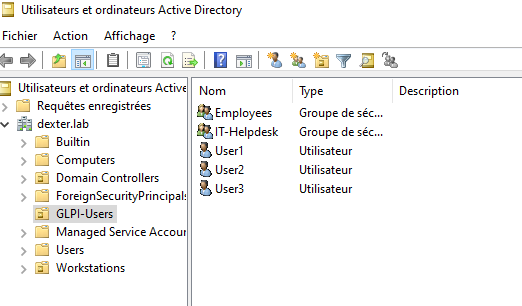 Utilisateurs et ordinateurs Active Directory
Fichier Action Affichage ?
Utilisateurs et ordinateurs Active
Requêtes enregistrées
dexter.lab
Builtin
Computers
Domain Controllers
ForeignSecurityPrincipals
GLPI-Users
Managed Service Accour
Users
Workstations
Nom Type Description
Employees Groupe de séc...
IT-Helpdesk Groupe de séc...
User1 Utilisateur
User2 Utilisateur
User3 Utilisateur